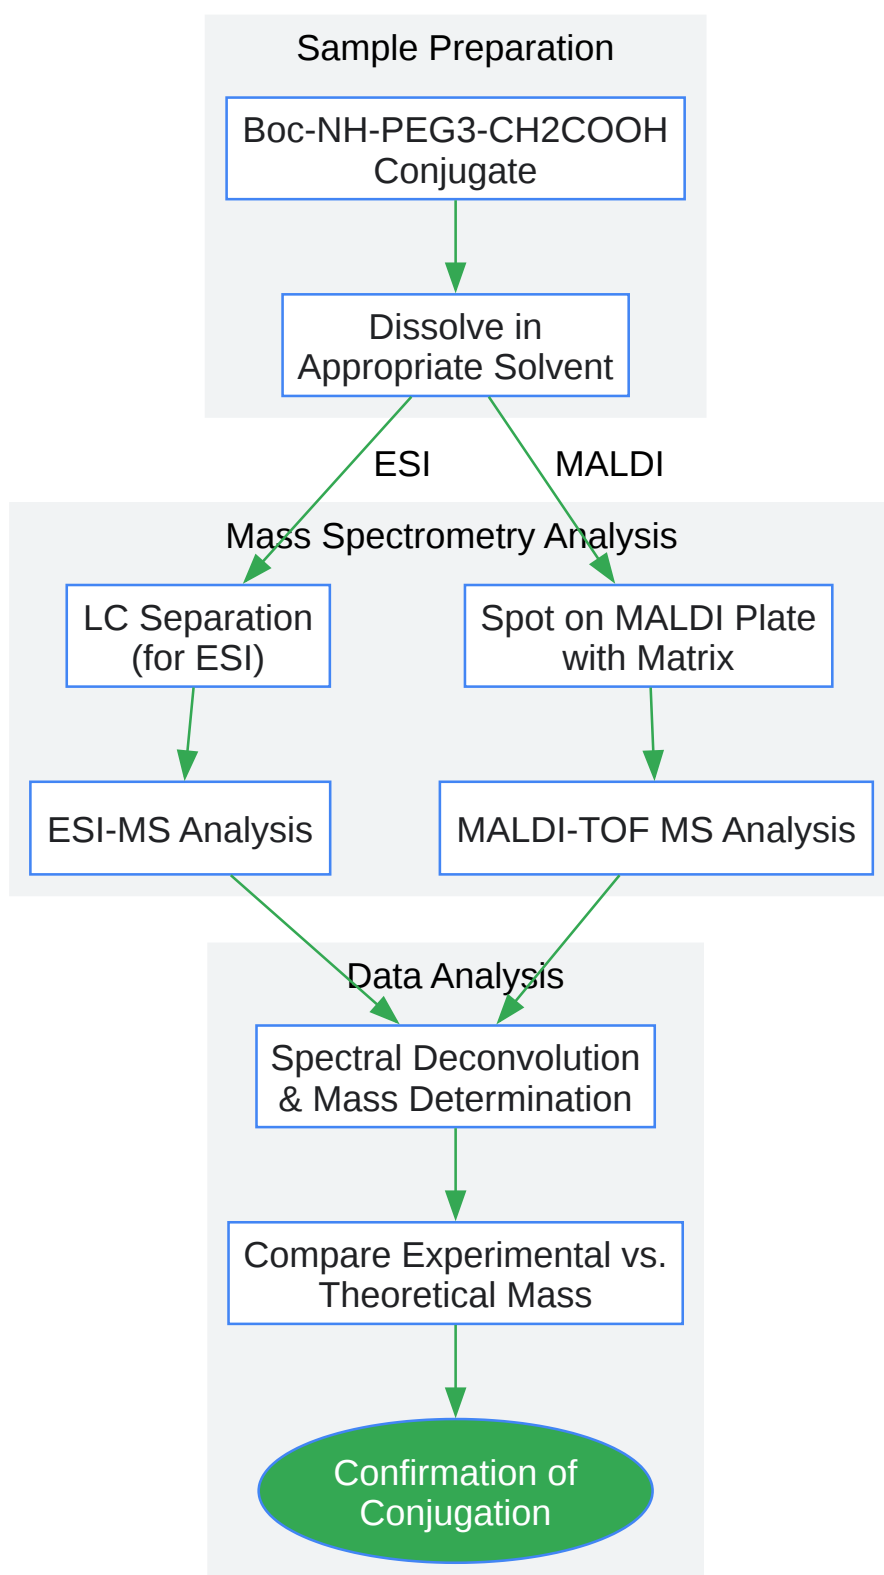 Sample Preparation
Boc-NH-PEG3-CH2COOH
Conjugate
Dissolve in
Appropriate Solvent
ESI
MALDI
Mass Spectrometry Analysis
LC Separation
(for ESI)
Spot on MALDI Plate
with Matrix
ESI-MS Analysis
MALDI-TOF MS Analysis
Data Analysis
Spectral Deconvolution
& Mass Determination
Compare Experimental vs.
Theoretical Mass
Confirmation of
Conjugation